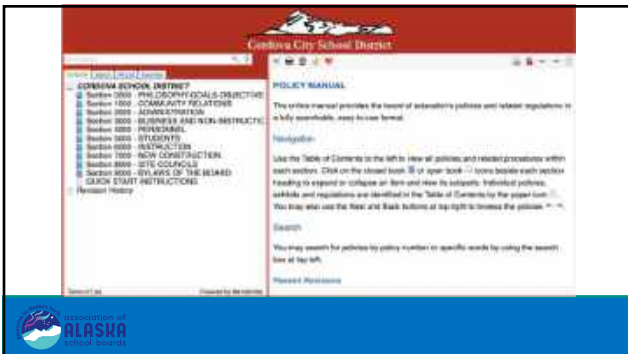 Cordova City School District
CORDOVA SCHOOL DISTRICT
Section 0000 - PHILOSOPHY-GOALS-OBJECTIVE
Section 1000 - COMMUNITY RELATIONS
Section 2000 - ADMINISTRATION
Section 3000 - BUSINESS AND NON-INSTRUCTIC
Section 4000 - PERSONNEL
Section 5000 - STUDENTS
Section 6000 - INSTRUCTION
Section 7000 - NEW CONSTRUCTION
Section 8000 - SITE COUNCILS
Section 9000 - BYLAWS OF THE BOARD
QUICK START INSTRUCTIONS
Revision History
Terms of Use
POLICY MANUAL
The online manual provides the board of education's policies and related regulations in
a fully searchable, easy-to-use format.
Navigation
Use the Table of Contents to the left to view all policies and related procedures within
each section. Click on the closed book or open book icons beside each section
heading to expand or collapse an item and view its subparts. Individual policies,
exhibits and regulations are identified in the Table of Contents by the paper icon
You may also use the Next and Back buttons at top right to browse the policies
Search
You may search for policies by policy number or specific words by using the search
box at top left.
Recent Revisions
association of
ALASKA
school boards